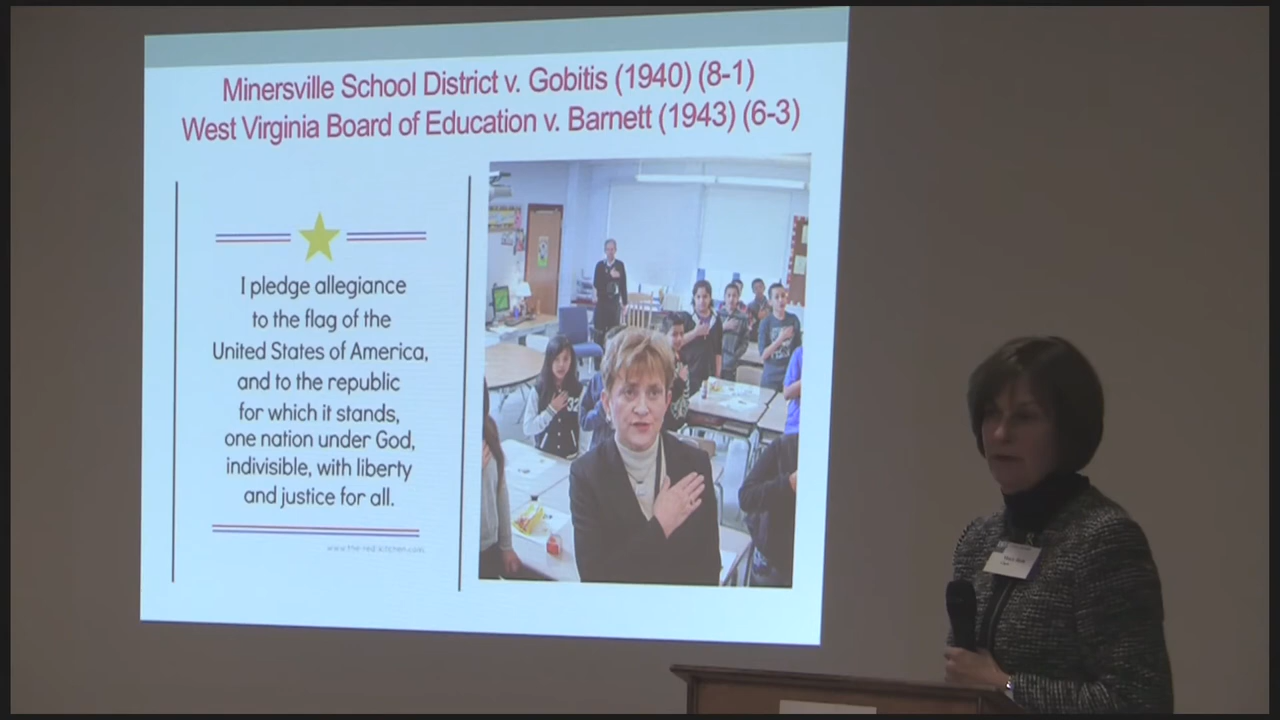 Minersville School District v. Gobitis (1940) (8-1)
West Virginia Board of Education v. Barnett (1943) (6-3)
I pledge allegiance
to the flag of the
United States of America,
and to the republic
for which it stands,
one nation under God,
indivisible, with liberty
and justice for all.
32